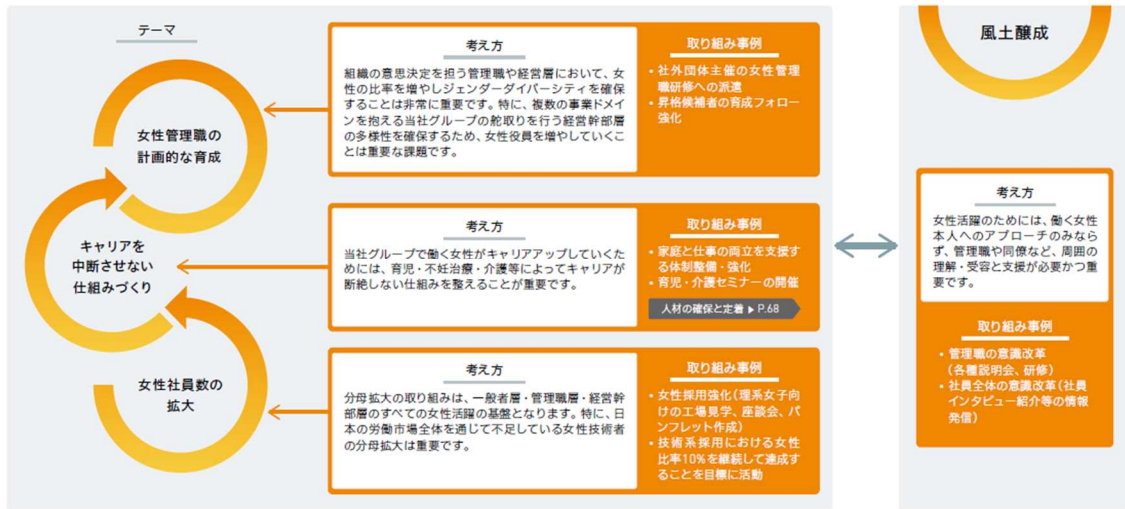 テーマ
女性管理職の
計画的な育成
考え方
組織の意思決定を担う管理職や経営層において、女
性の比率を増やしジェンダーダイバーシティを確保
することは非常に重要です。特に、複数の事業ドメイ
ンを抱える当社グループの舵取りを行う経営幹部層
の多様性を確保するため、女性役員を増やしていくこ
とは重要な課題です。
取り組み事例
• 社外団体主催の女性管理
職研修への派遣
• 昇格候補者の育成フォロー
強化
キャリアを
中断させない
仕組みづくり
考え方
当社グループで働く女性がキャリアアップしていくた
めには、育児・不妊治療・介護等によってキャリアが
断絶しない仕組みを整えることが重要です。
取り組み事例
• 家庭と仕事の両立を支援す
る体制整備・強化
• 育児・介護セミナーの開催
人材の確保と定着 ▶ P.68
女性社員数の
拡大
考え方
分母拡大の取り組みは、一般者層・管理職層・経営幹
部層のすべての女性活躍の基盤となります。特に、日
本の労働市場全体を通じて不足している女性技術者
の分母拡大は重要です。
取り組み事例
• 女性採用強化(理系女子向
けの工場見学、座談会、パ
ンフレット作成)
• 技術系採用における女性
比率10%を継続して達成す
ることを目標に活動
風土醸成
考え方
女性活躍のためには、働く女性
本人へのアプローチのみなら
ず、管理職や同僚など、周囲の
理解・受容と支援が必要かつ重
要です。
取り組み事例
• 管理職の意識改革
(各種説明会、研修)
• 社員全体の意識改革(社員
インタビュー紹介等の情報
発信)